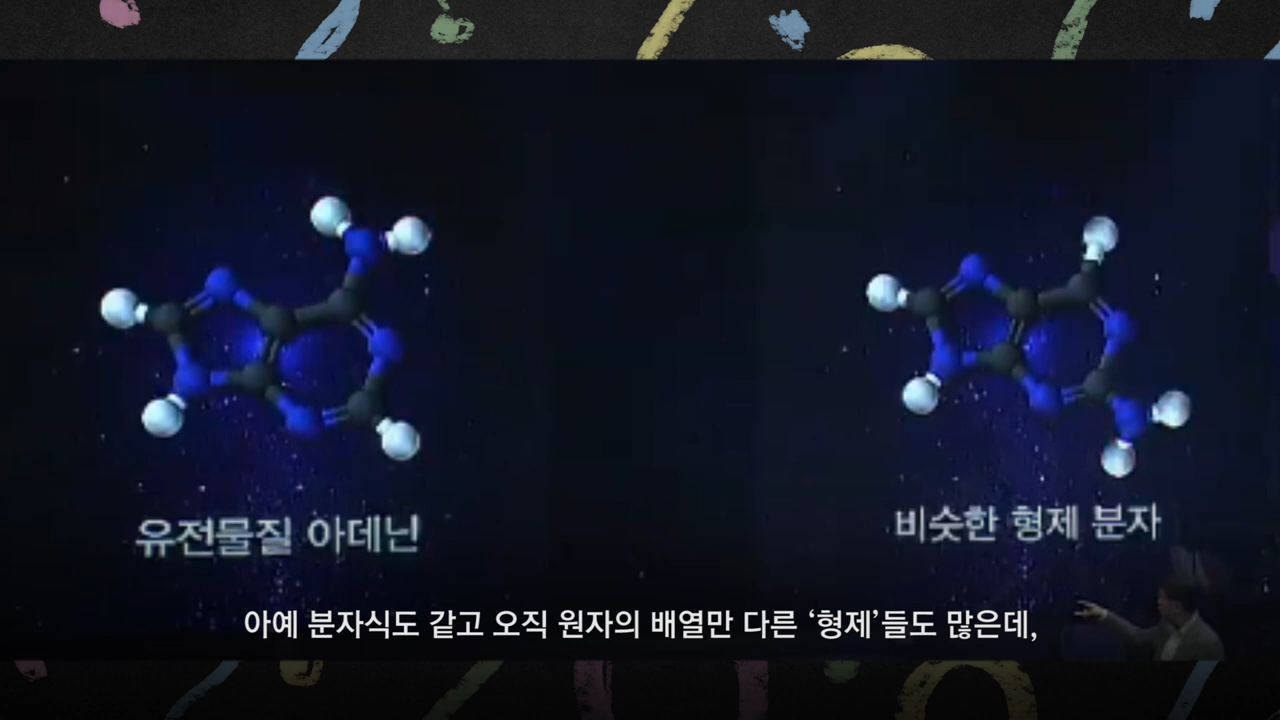 유전물질 아데닌
비슷한 형제 분자
아예 분자식도 같고 오직 원자의 배열만 다른 ‘형제’들도 많은데,